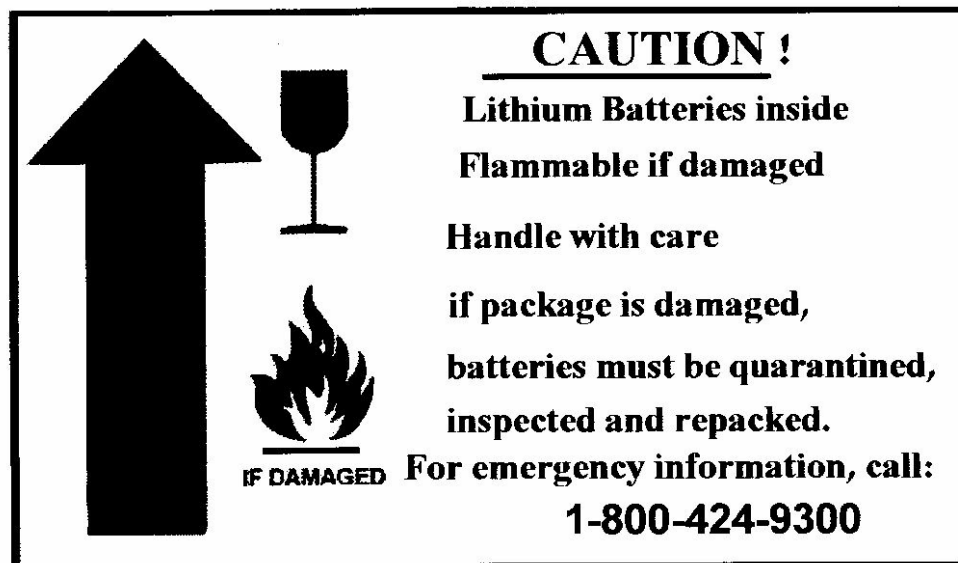 CAUTION !
Lithium Batteries inside
Flammable if damaged
Handle with care
if package is damaged,
batteries must be quarantined,
inspected and repacked.
IF DAMAGED
For emergency information, call:
1-800-424-9300